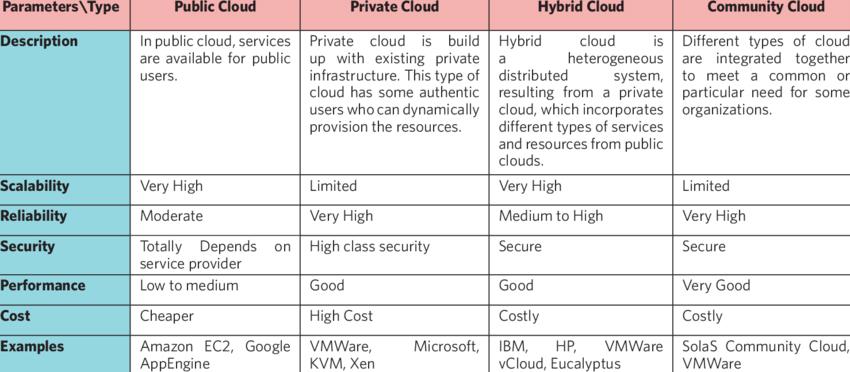 Parameters\Type Public Cloud Private Cloud Hybrid Cloud Community Cloud
Description
In public cloud, services
are available for public
users.
Private cloud is build
up with existing private
infrastructure. This type of
cloud has some authentic
users who can dynamically
provision the resources.
Hybrid cloud is
a heterogeneous
distributed system,
resulting from a private
cloud, which incorporates
different types of services
and resources from public
clouds.
Different types of cloud
are integrated together
to meet a common or
particular need for some
organizations.
Scalability Very High Limited Very High Limited
Reliability Moderate Very High Medium to High Very High
Security
Totally Depends on
service provider
High class security
Secure
Secure
Performance Low to medium Good Good Very Good
Cost Cheaper High Cost Costly Costly
Examples
Amazon EC2, Google
AppEngine
VMWare, Microsoft,
KVM, Xen
IBM, HP, VMWare
vCloud, Eucalyptus
SolaS Community Cloud,
VMWare